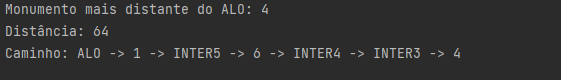 Monumento mais distante do ALO: 4
Distância: 64
Caminho: ALO -> 1 -> INTER5 -> 6 -> INTER4 -> INTER3 -> 4